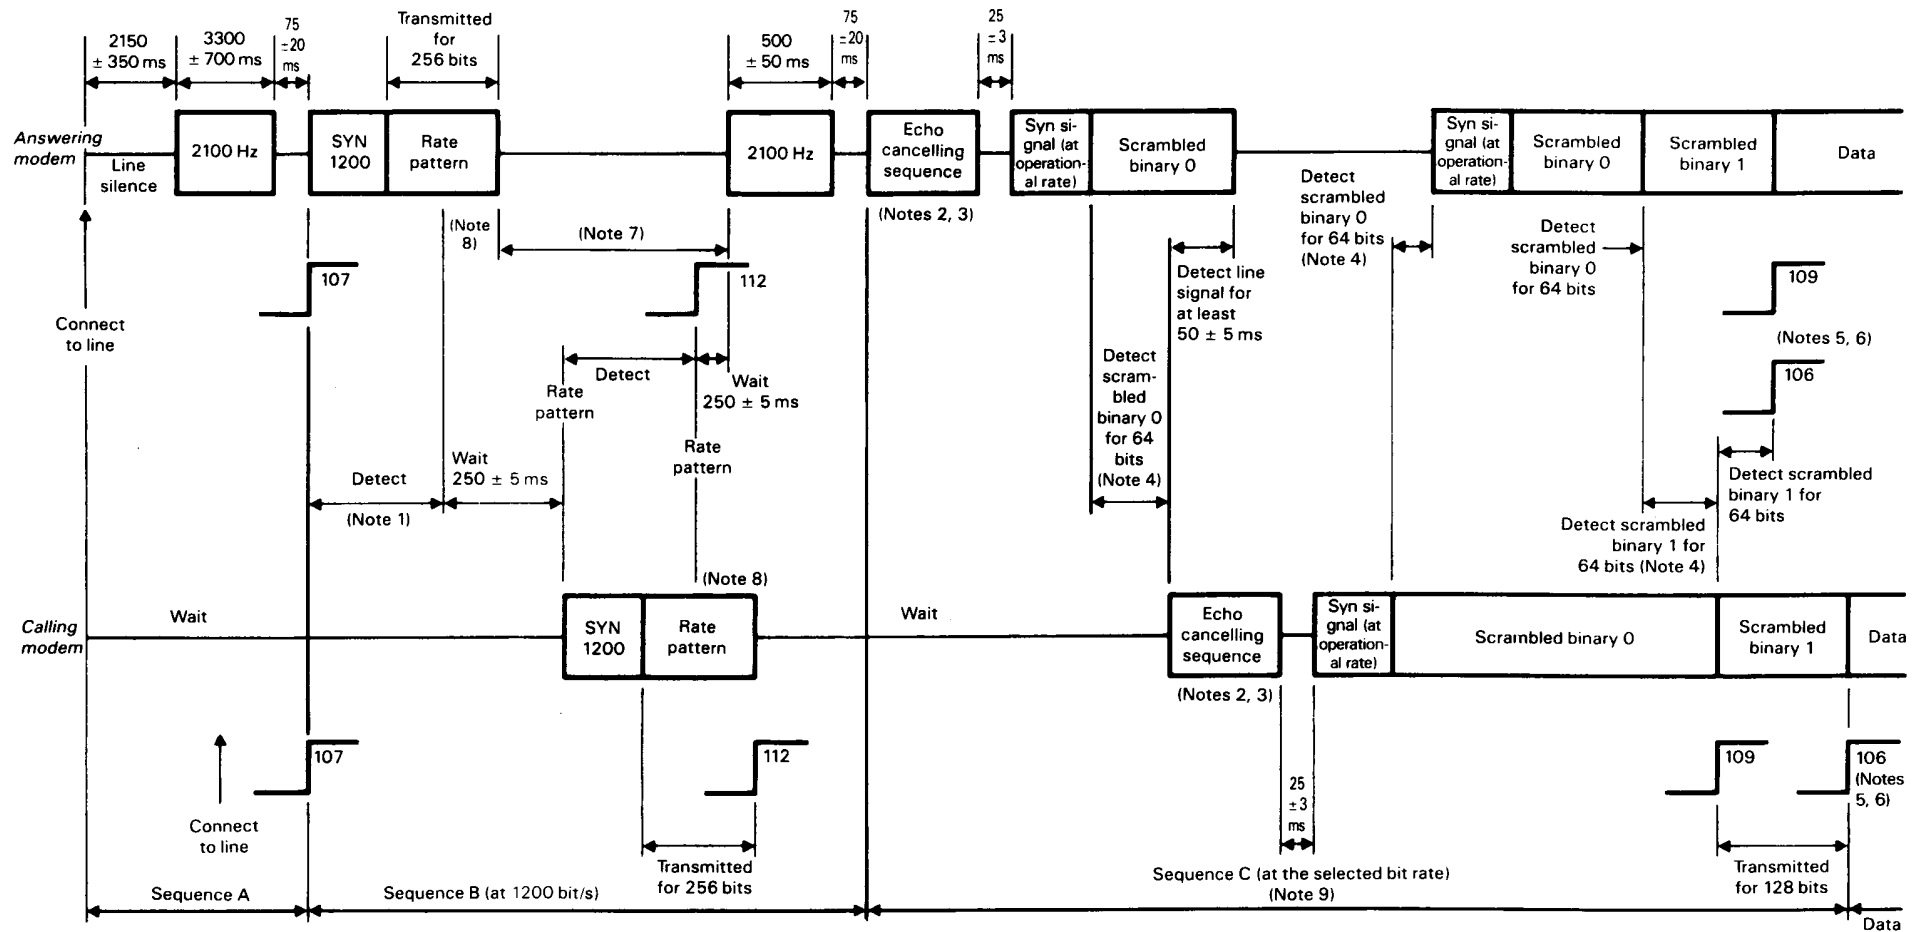 2150
± 350 ms
3300
± 700 ms
75
±20
ms
Transmitted
for
256 bits
500
± 50 ms
75
±20
ms
25
± 3
ms
Answering
modem
Line
silence
2100 Hz
SYN
1200
Rate
pattern
2100 Hz
Echo
cancelling
sequence
Syn si-
gnal (at
operation-
al rate)
Scrambled
binary 0
Syn si-
gnal (at
operation-
al rate)
Scrambled
binary 0
Scrambled
binary 1
Data
(Note
8)
(Note 7)
(Notes 2, 3)
Detect
scrambled
binary 0
for 64 bits
(Note 4)
Detect
scrambled
binary 0
for 64 bits
107
112
109
Detect line
signal for
at least
50 ± 5 ms
Connect
to line
(Notes 5, 6)
106
Detect
Rate
pattern
Wait
250 ± 5 ms
Detect
scram-
bled
binary 0
for 64
bits
(Note 4)
Rate
pattern
Wait
250 ± 5 ms
Detect
(Note 1)
Detect scrambled
binary 1 for
64 bits
Detect scrambled
binary 1 for
64 bits (Note 4)
(Note 8)
Calling
modem
Wait
SYN
1200
Rate
pattern
Wait
Echo
cancelling
sequence
Syn si-
gnal (at
operation-
al rate)
Scrambled binary 0
Scrambled
binary 1
Data
(Notes 2, 3)
107
112
109
106
(Notes
5, 6)
25
±3
ms
Connect
to line
Transmitted
for 256 bits
Transmitted
for 128 bits
Sequence A
Sequence B (at 1200 bit/s)
Sequence C (at the selected bit rate)
(Note 9)
Data